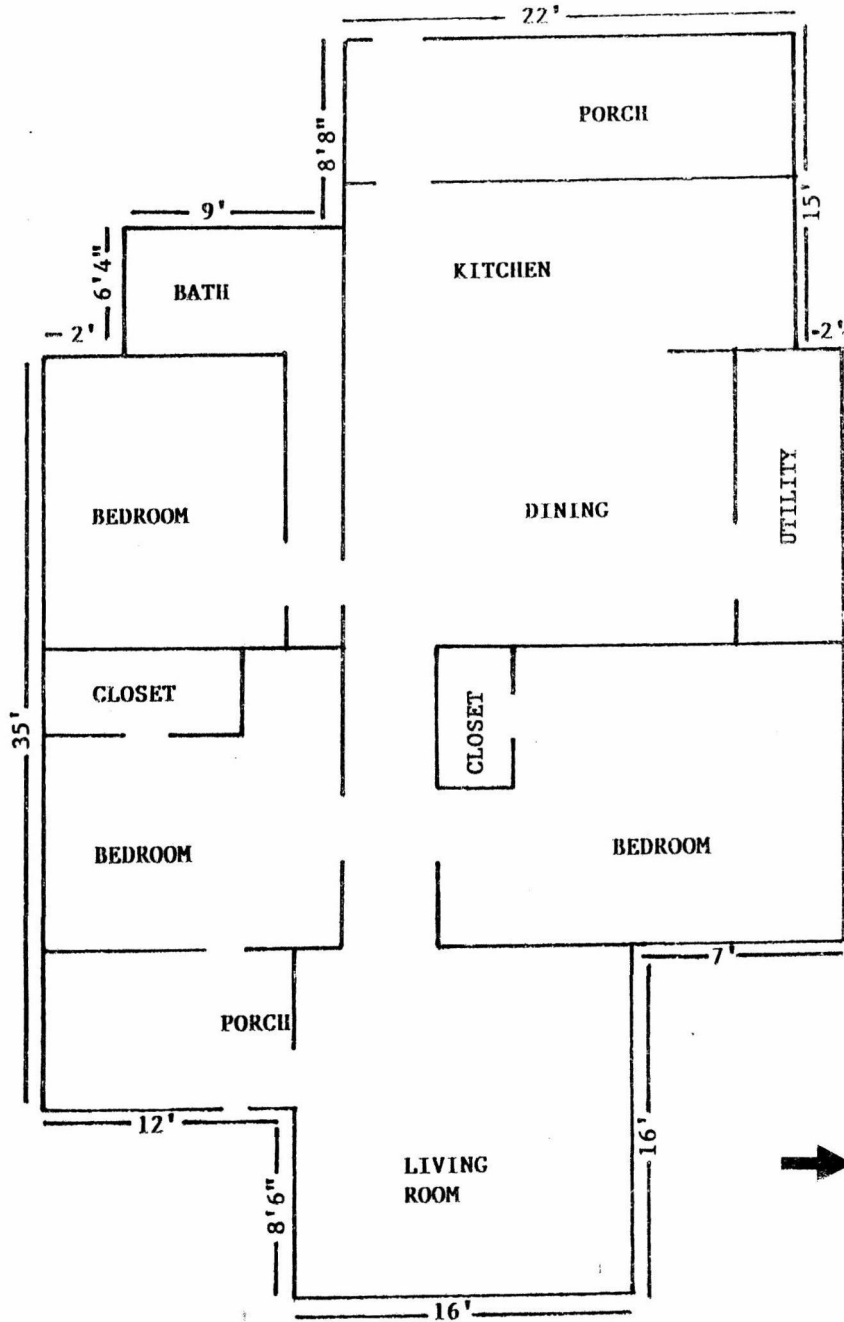 22'
PORCH
8'8"
15'
9'
KITCHEN
6'4"
BATH
2'
2'
UTILITY
BEDROOM
DINING
CLOSET
CLOSET
35'
BEDROOM
BEDROOM
7'
PORCH
12'
16'
LIVING
ROOM
8'6"
16'